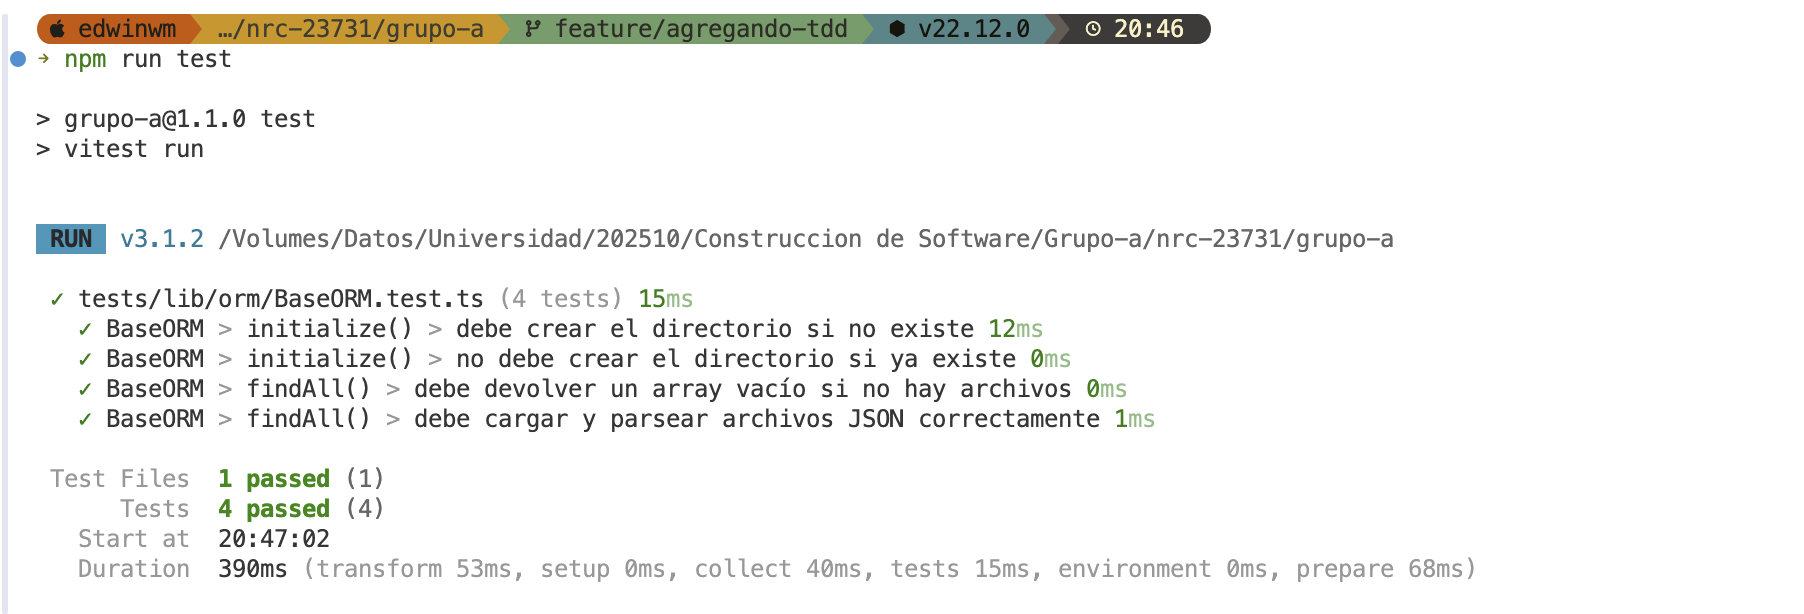 edwinwm …/nrc-23731/grupo-a feature/agregando-tdd v22.12.0 20:46
→ npm run test
> grupo-a@1.1.0 test
> vitest run
RUN v3.1.2 /Volumes/Datos/Universidad/202510/Construccion de Software/Grupo-a/nrc-23731/grupo-a
✓ tests/lib/orm/BaseORM.test.ts (4 tests) 15ms
✓ BaseORM > initialize() > debe crear el directorio si no existe 12ms
✓ BaseORM > initialize() > no debe crear el directorio si ya existe 0ms
✓ BaseORM > findAll() > debe devolver un array vacío si no hay archivos 0ms
✓ BaseORM > findAll() > debe cargar y parsear archivos JSON correctamente 1ms
Test Files 1 passed (1)
Tests 4 passed (4)
Start at 20:47:02
Duration 390ms (transform 53ms, setup 0ms, collect 40ms, tests 15ms, environment 0ms, prepare 68ms)